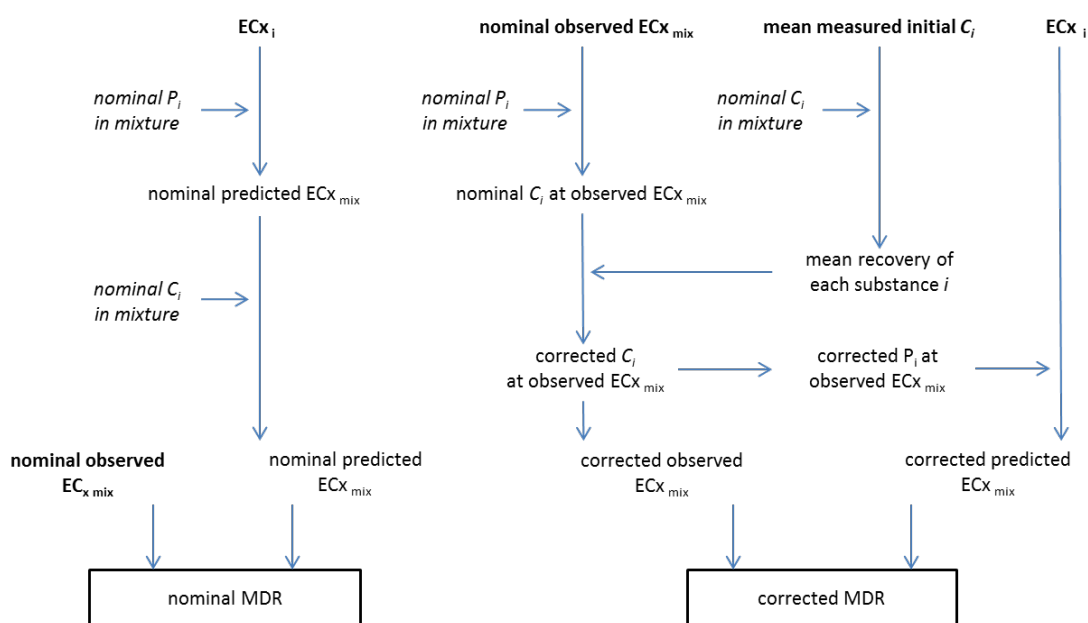 ECx i
nominal observed ECx mix
mean measured initial Ci
ECx i
nominal Pi
in mixture
nominal Pi
in mixture
nominal Ci
in mixture
nominal predicted ECx mix
nominal Ci at observed ECx mix
mean recovery of
each substance i
nominal Ci
in mixture
corrected Ci
at observed ECx mix
corrected Pi at
observed ECx mix
nominal observed
ECx mix
nominal predicted
ECx mix
corrected observed
ECx mix
corrected predicted
ECx mix
nominal MDR
corrected MDR